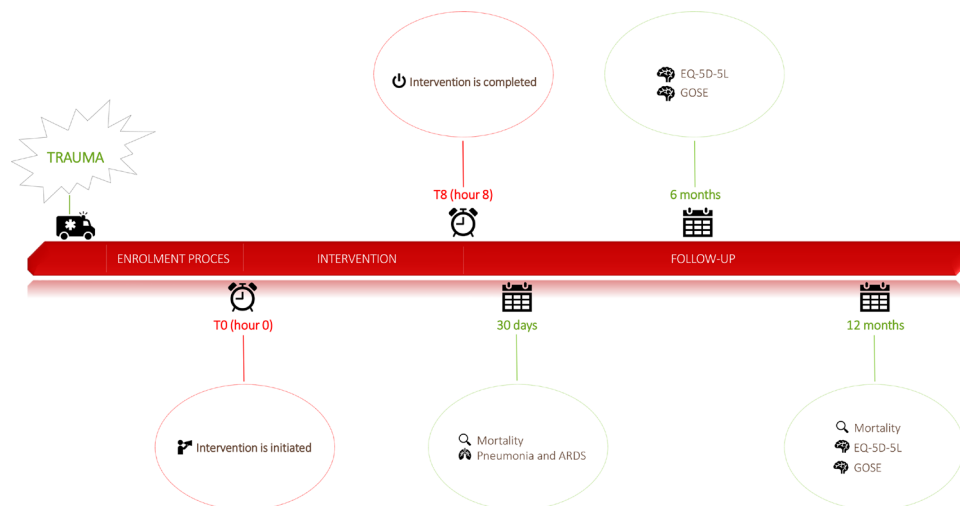 Intervention is completed
EQ-5D-5L
GOSE
TRAUMA
T8 (hour 8)
6 months
ENROLMENT PROCES
INTERVENTION
FOLLOW-UP
T0 (hour 0)
30 days
12 months
Intervention is initiated
Mortality
Pneumonia and ARDS
Mortality
EQ-5D-5L
GOSE